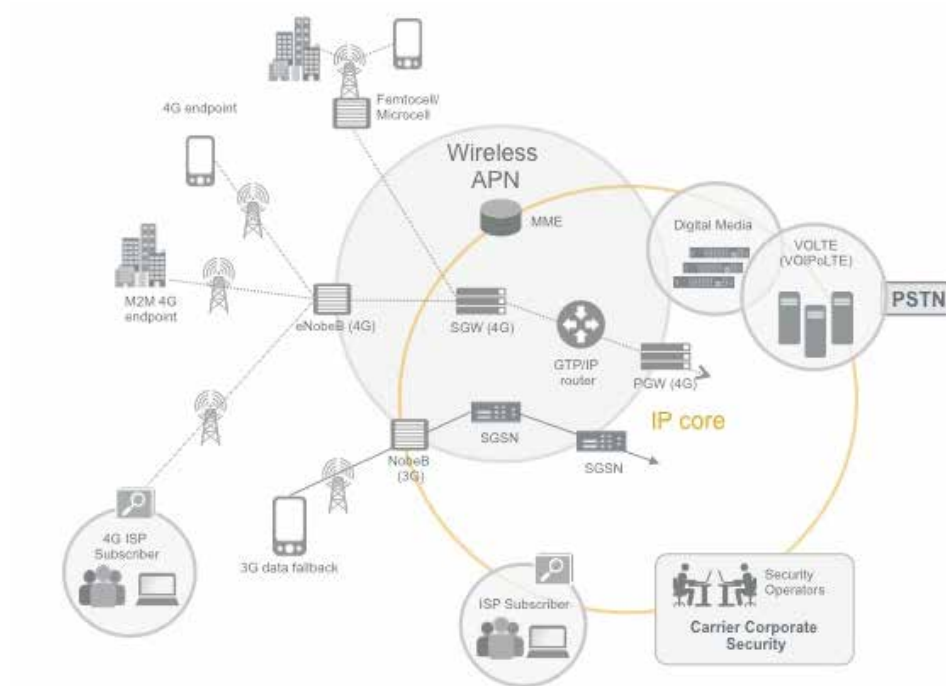 Femtocell/
Microcell
4G endpoint
Wireless
APN
MME
Digital Media
VOLTE
(VOIPoLTE)
PSTN
M2M 4G
endpoint
eNobeB (4G)
SGW (4G)
GTP/IP
router
PGW (4G)
IP core
SGSN
SGSN
NobeB
(3G)
4G ISP
Subscriber
3G data fallback
ISP Subscriber
Security
Operators
Carrier Corporate
Security